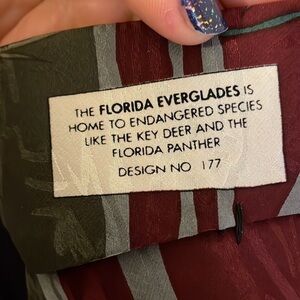 THE FLORIDA EVERGLADES IS
HOME TO ENDANGERED SPECIES
LIKE THE KEY DEER AND THE
FLORIDA PANTHER
DESIGN NO 177